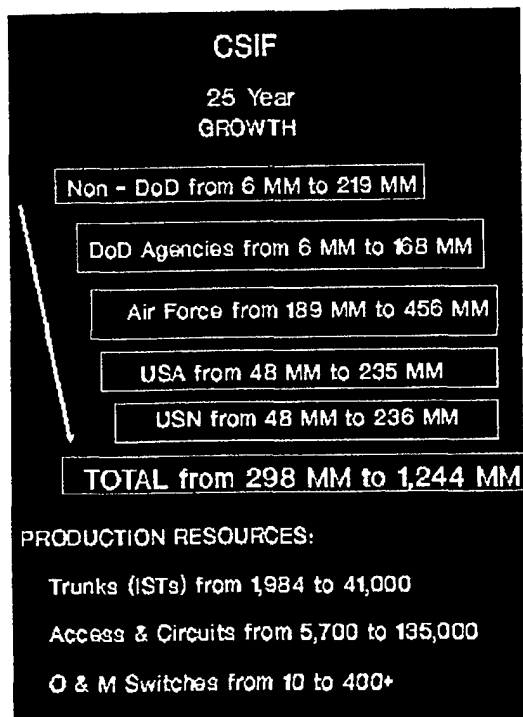 CSIF
25 Year
GROWTH
Non - DoD from 6 MM to 219 MM
DoD Agencies from 6 MM to 168 MM
Air Force from 189 MM to 456 MM
USA from 48 MM to 235 MM
USN from 48 MM to 236 MM
TOTAL from 298 MM to 1,244 MM
PRODUCTION RESOURCES:
Trunks (ISTs) from 1,984 to 41,000
Access & Circuits from 5,700 to 135,000
O & M Switches from 10 to 400+